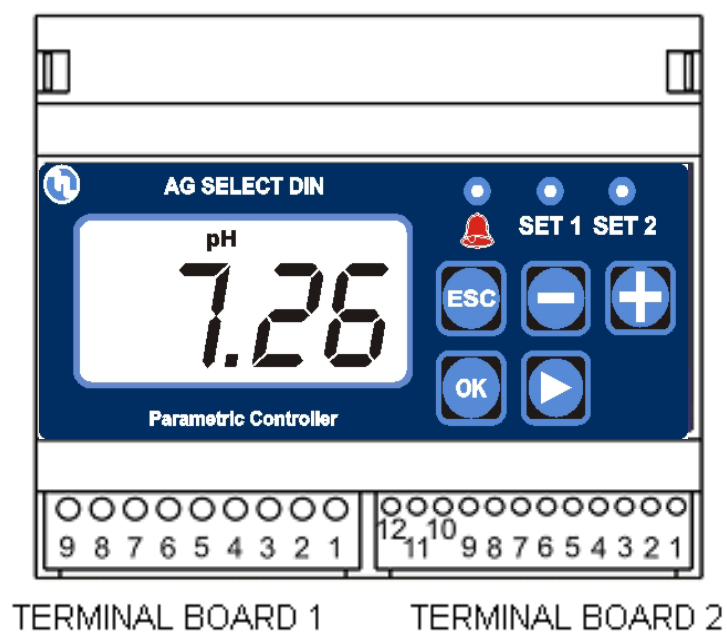 AG SELECT DIN
SET 1 SET 2
pH
7.26
ESC
OK
Parametric Controller
9 8 7 6 5 4 3 2 1
12 11 10 9 8 7 6 5 4 3 2 1
TERMINAL BOARD 1
TERMINAL BOARD 2